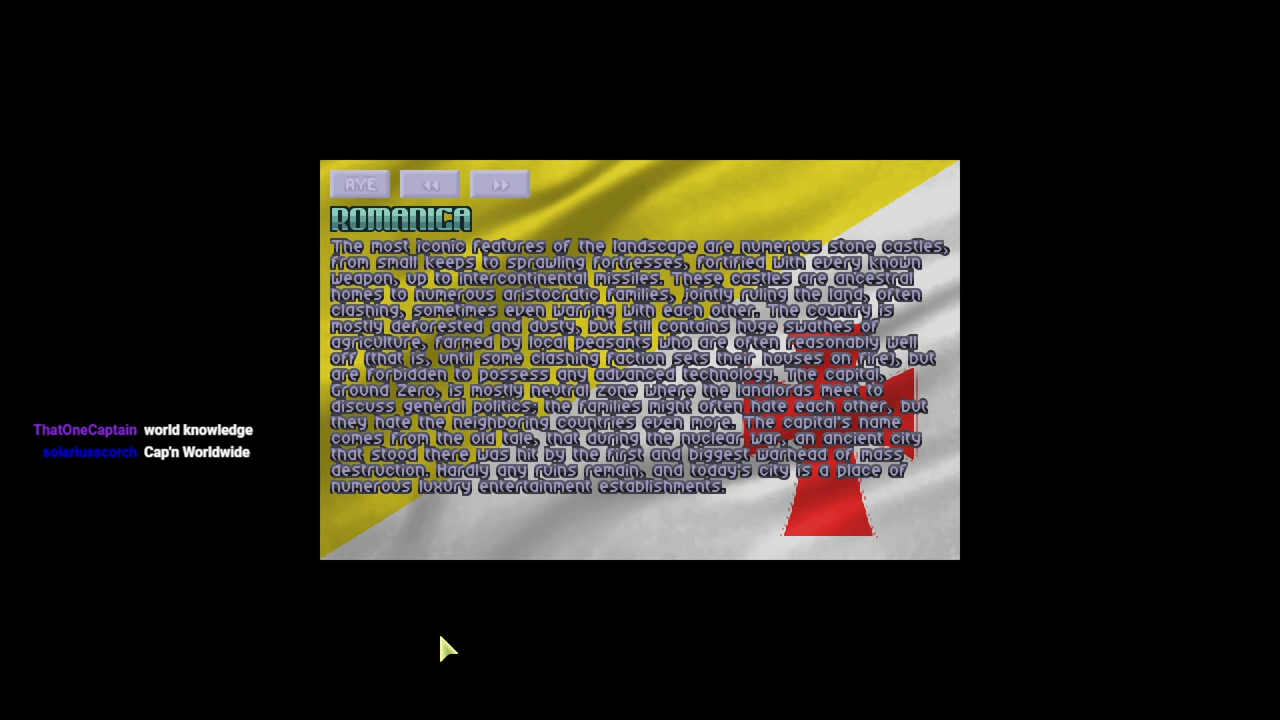 AYE
ROMANICA
The most iconic features of the landscape are numerous stone castles,
from small keeps to sprawling fortresses, fortified with every known
weapon, up to intercontinental missiles. These castles are ancestral
homes to numerous aristocratic families, jointly ruling the land, often
clashing, sometimes even warring with each other. The country is
mostly deforested and dusty, but still contains huge swathes of
agriculture, farmed by local peasants who are often reasonably well
off (that is, until some clashing faction sets their houses on fire), but
are forbidden to possess any advanced technology. The capital,
Ground Zero, is mostly neutral zone where the landlords meet to
discuss general politics; the families might often hate each other, but
they hate the neighboring countries even more. The capital's name
comes from the old tale, that during the nuclear war, an ancient city
that stood there was hit by the first and biggest warhead of mass
destruction. Hardly any ruins remain, and today's city is a place of
numerous luxury entertainment establishments.
ThatOneCaptain world knowledge
solariusscorch Cap'n Worldwide